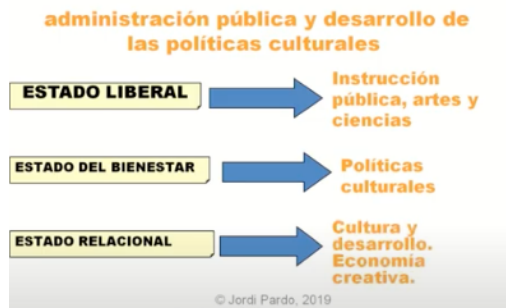 administración pública y desarrollo de
las políticas culturales
ESTADO LIBERAL
Instrucción
pública, artes y
ciencias
ESTADO DEL BIENESTAR
Políticas
culturales
ESTADO RELACIONAL
Cultura y
desarrollo.
Economía
creativa.
© Jordi Pardo, 2019